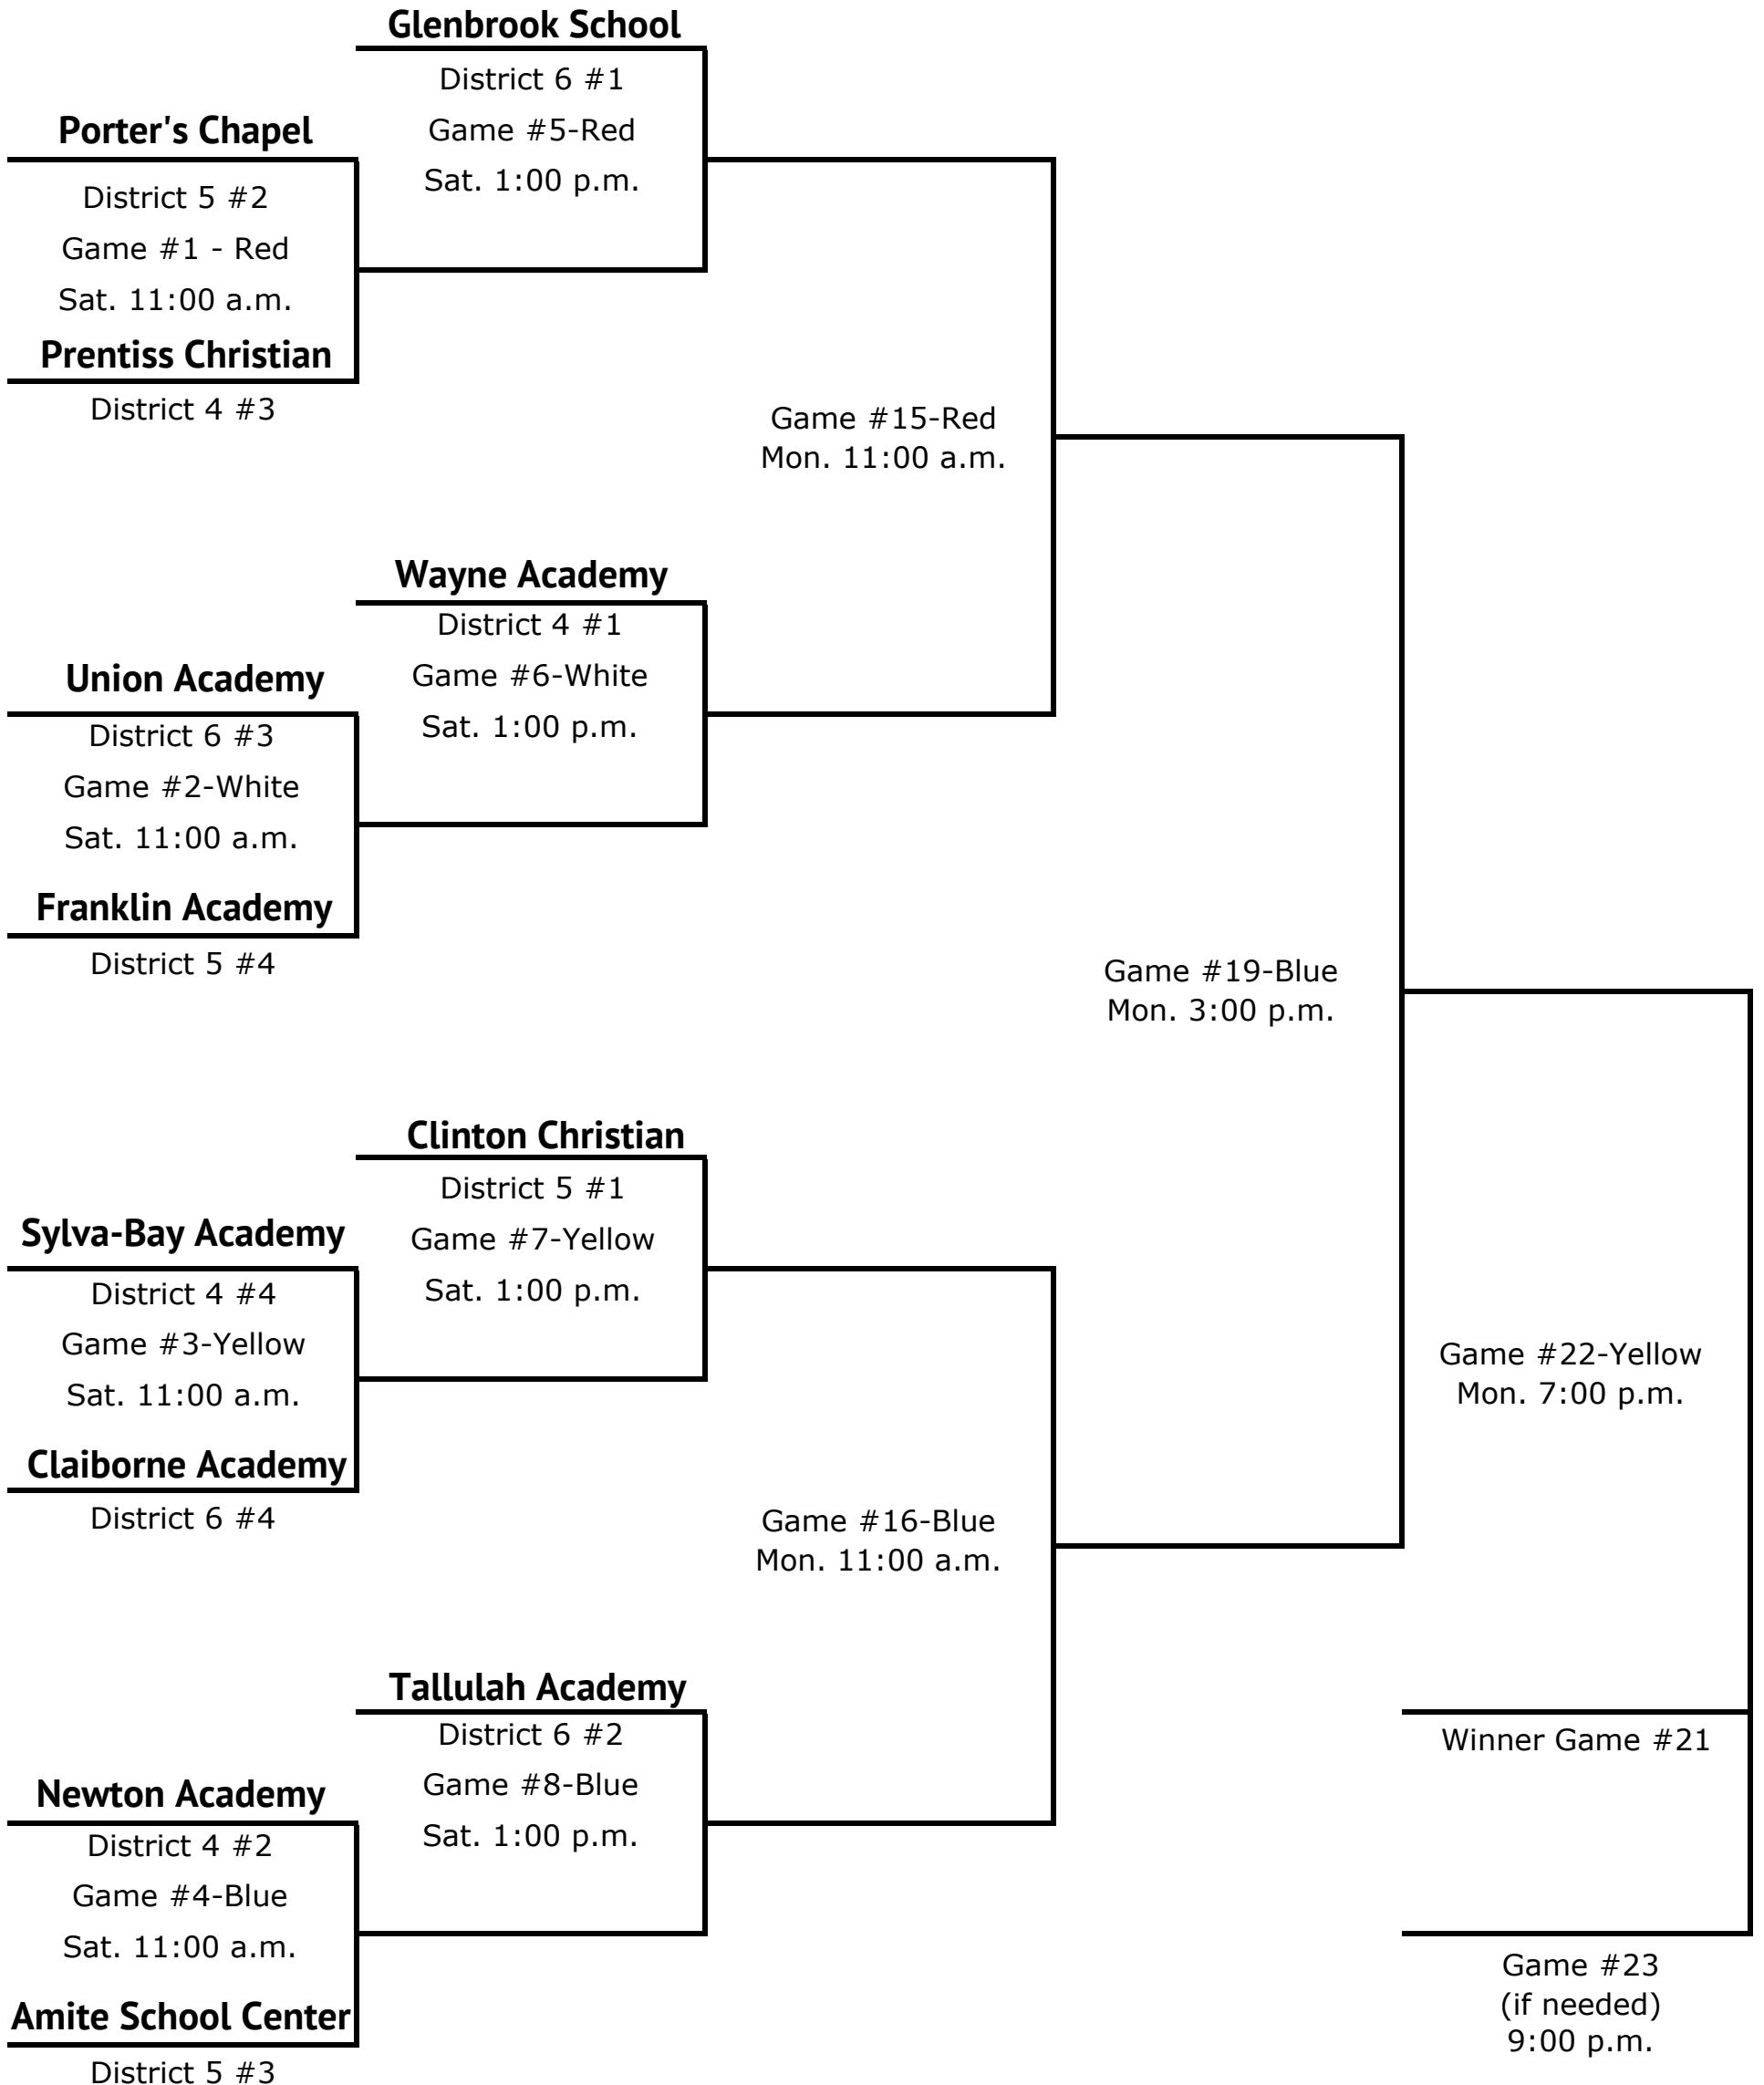 Glenbrook School
District 6 #1
Game #5-Red
Sat. 1:00 p.m.
Porter's Chapel
District 5 #2
Game #1 - Red
Sat. 11:00 a.m.
Prentiss Christian
District 4 #3
Game #15-Red
Mon. 11:00 a.m.
Wayne Academy
District 4 #1
Game #6-White
Sat. 1:00 p.m.
Union Academy
District 6 #3
Game #2-White
Sat. 11:00 a.m.
Franklin Academy
District 5 #4
Game #19-Blue
Mon. 3:00 p.m.
Clinton Christian
District 5 #1
Game #7-Yellow
Sat. 1:00 p.m.
Sylva-Bay Academy
District 4 #4
Game #3-Yellow
Sat. 11:00 a.m.
Claiborne Academy
District 6 #4
Game #22-Yellow
Mon. 7:00 p.m.
Game #16-Blue
Mon. 11:00 a.m.
Tallulah Academy
District 6 #2
Game #8-Blue
Sat. 1:00 p.m.
Winner Game #21
Newton Academy
District 4 #2
Game #4-Blue
Sat. 11:00 a.m.
Amite School Center
District 5 #3
Game #23
(if needed)
9:00 p.m.